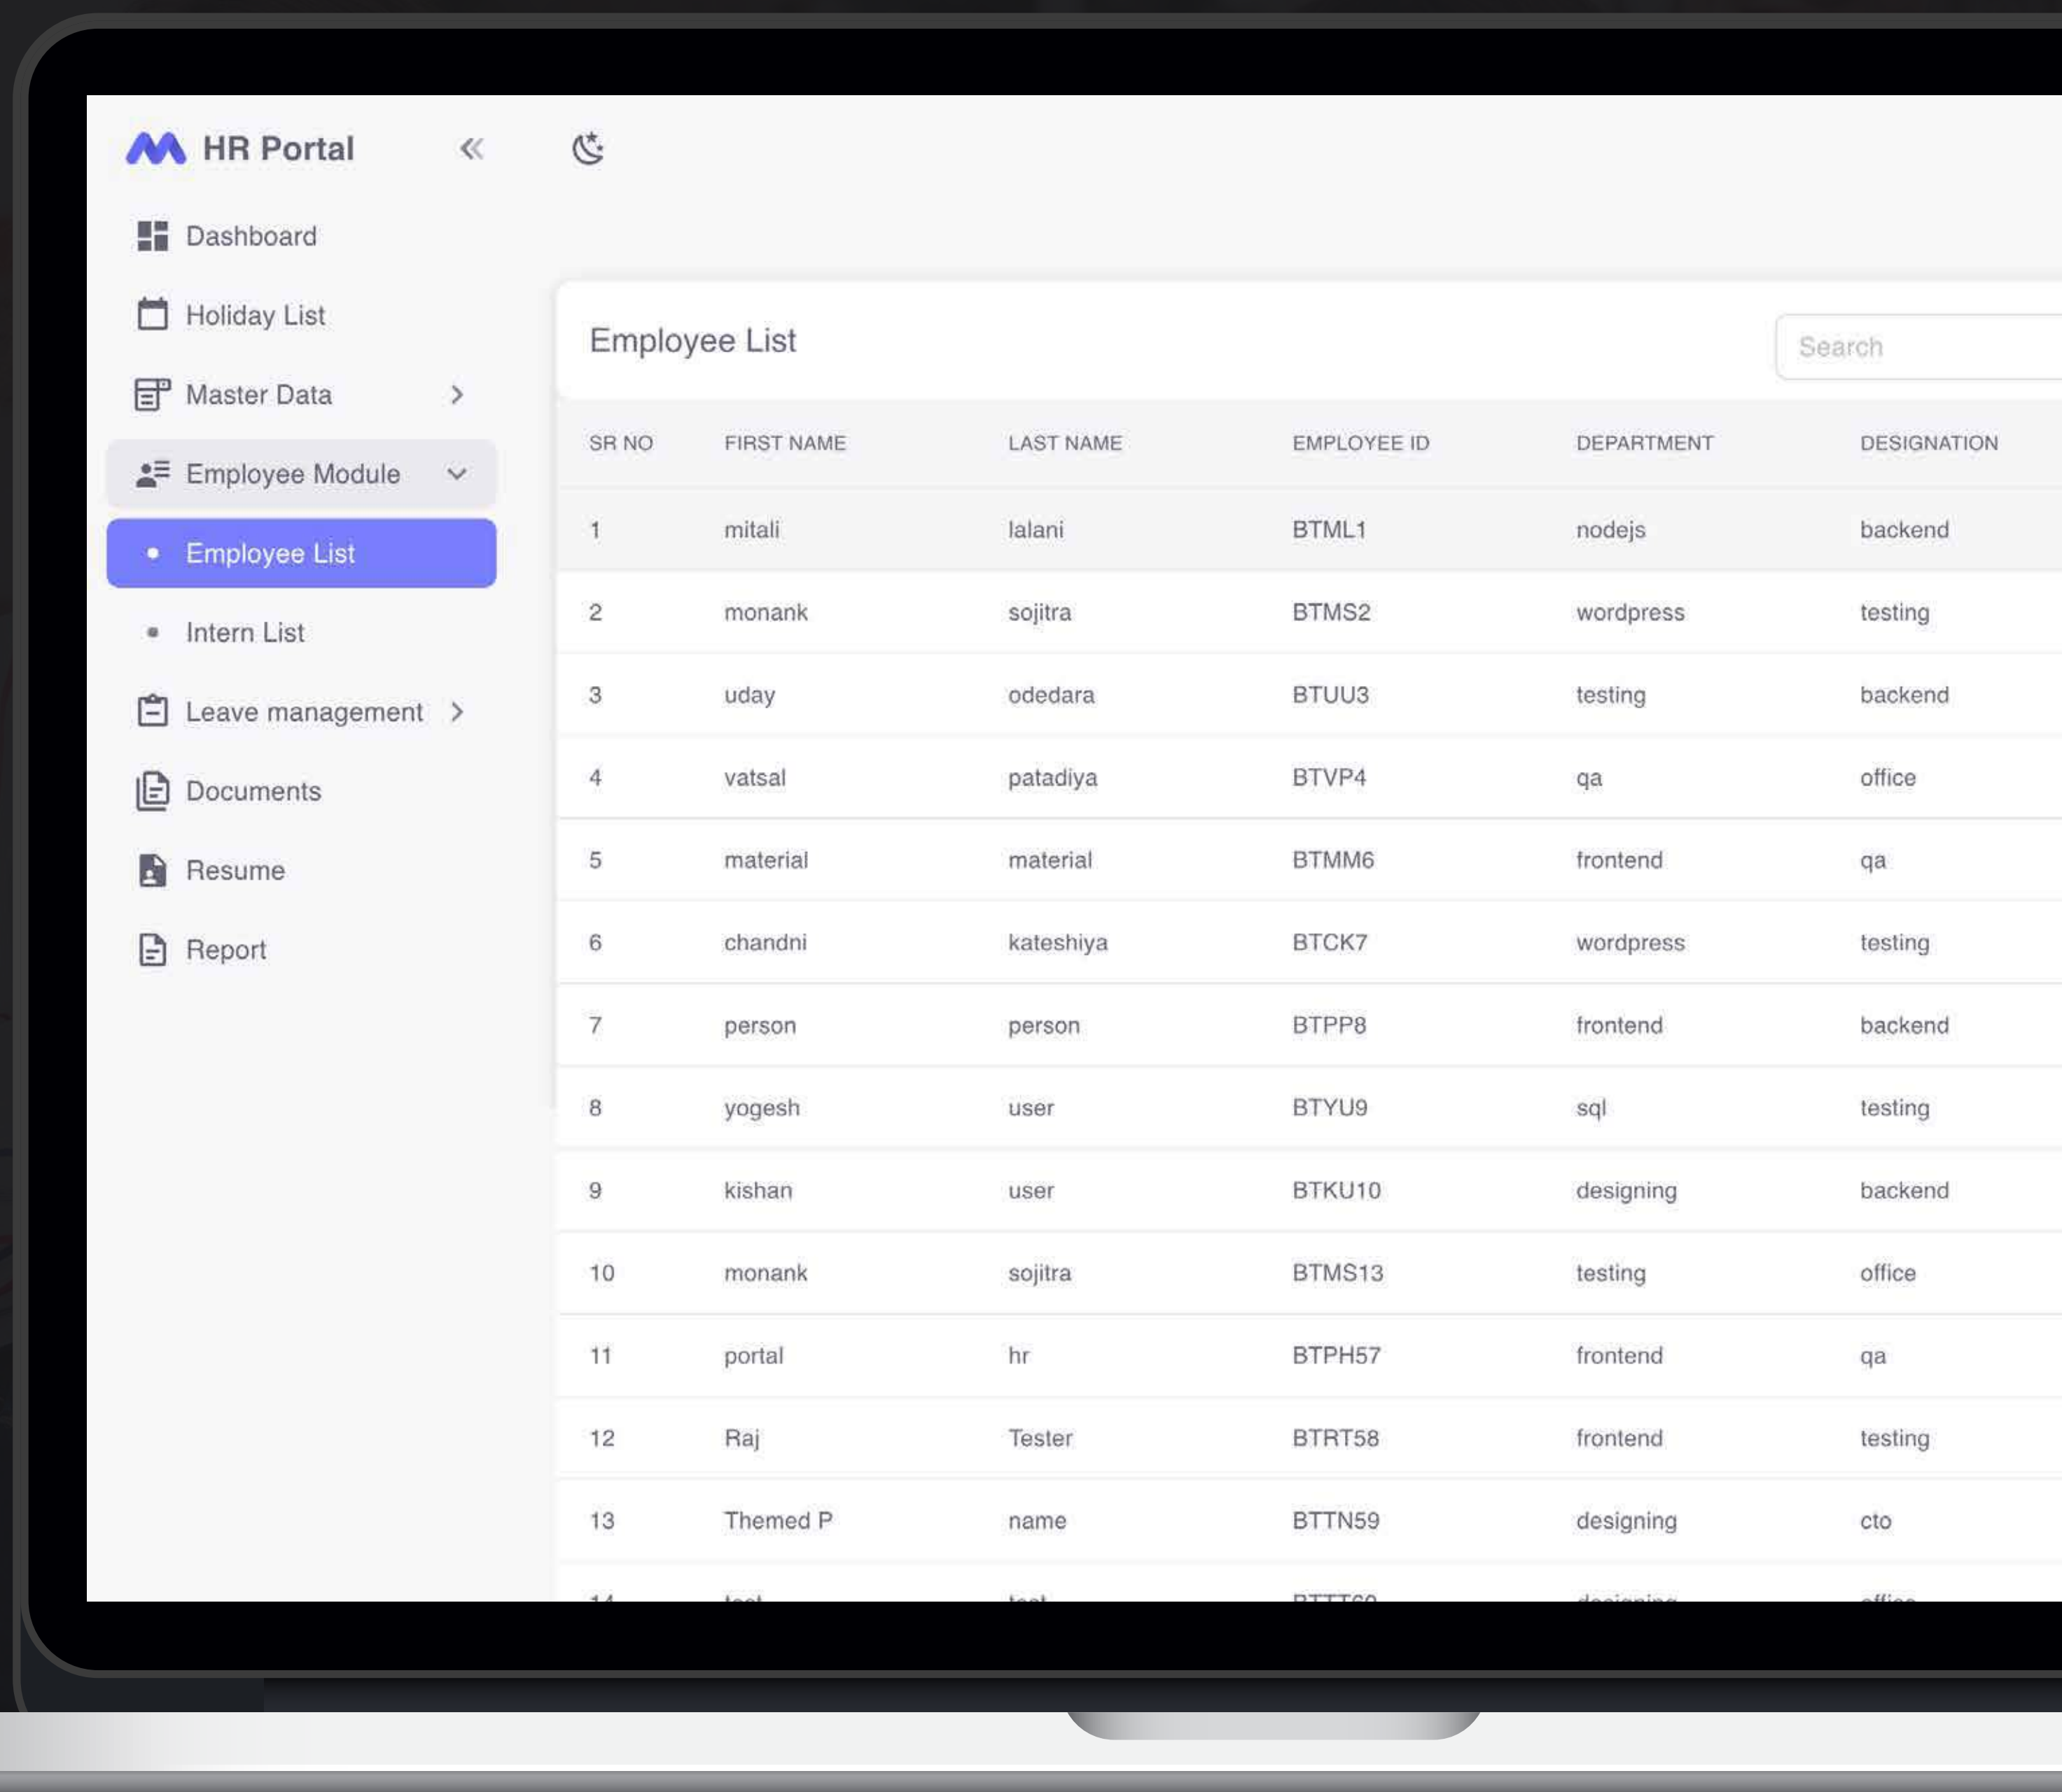 HR Portal
Dashboard
Holiday List
Master Data
Employee Module
Employee List
Intern List
Leave management
Documents
Resume
Report
Employee List
Search
SR NO FIRST NAME LAST NAME EMPLOYEE ID DEPARTMENT DESIGNATION
1 mitali lalani BTML1 nodejs backend
2 monank sojitra BTMS2 wordpress testing
3 uday odedara BTUU3 testing backend
4 vatsal patadiya BTVP4 qa office
5 material material BTMM6 frontend qa
6 chandni kateshiya BTCK7 wordpress testing
7 person person BTPP8 frontend backend
8 yogesh user BTYU9 sql testing
9 kishan user BTKU10 designing backend
10 monank sojitra BTMS13 testing office
11 portal hr BTPH57 frontend qa
12 Raj Tester BTRT58 frontend testing
13 Themed P name BTTN59 designing cto